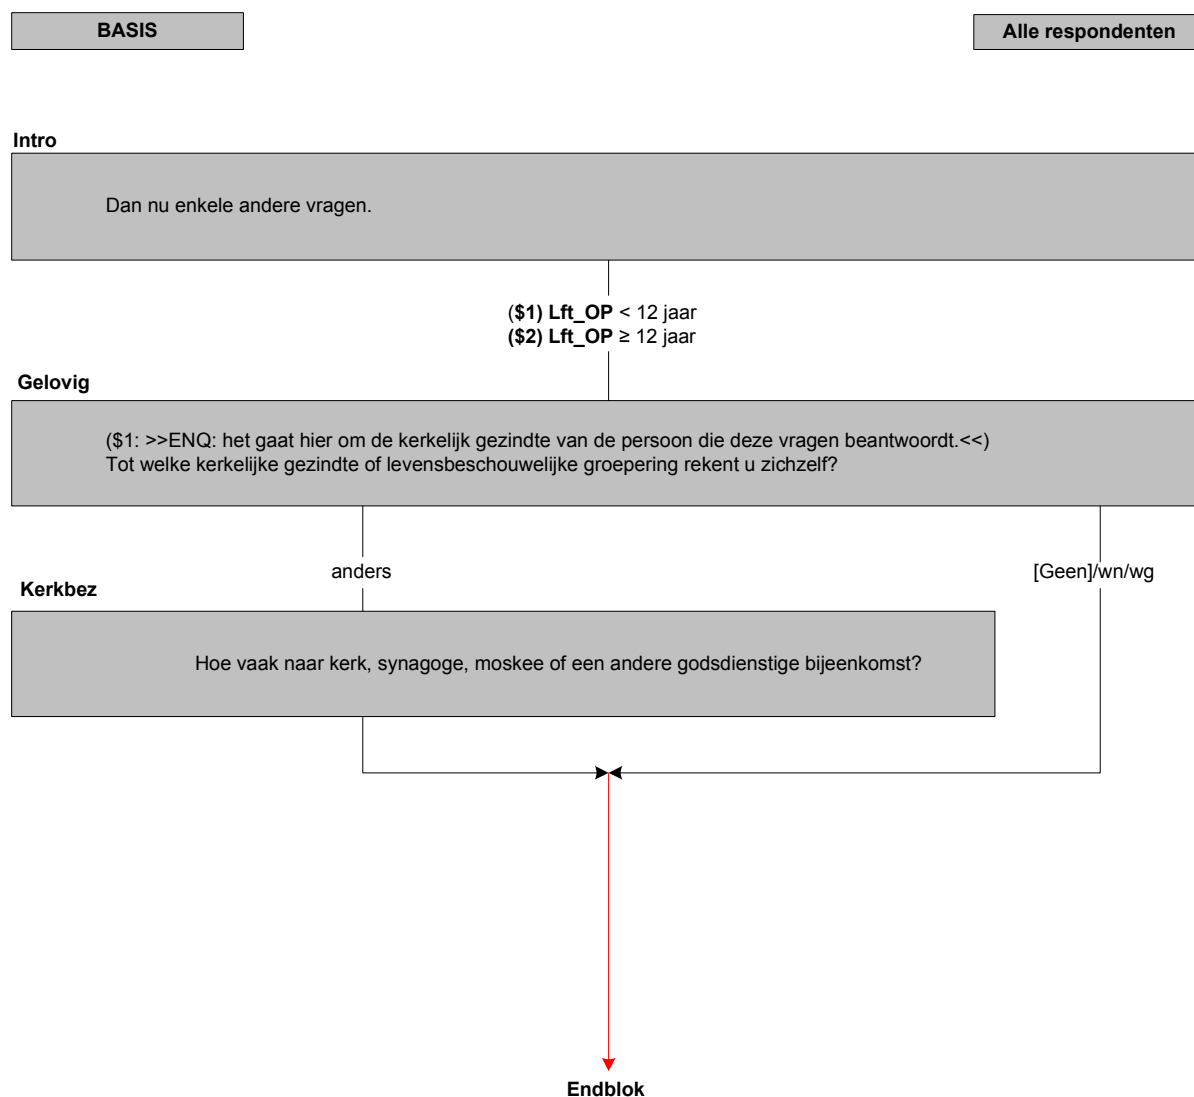 BASIS
Alle respondenten
Intro
Dan nu enkele andere vragen.
($1) Lft_OP < 12 jaar
($2) Lft_OP ≥ 12 jaar
Gelovig
($1: >>ENQ: het gaat hier om de kerkelijk gezindte van de persoon die deze vragen beantwoordt.<<)
Tot welke kerkelijke gezindte of levensbeschouwelijke groepering rekent u zichzelf?
anders
[Geen]/wn/wg
Kerkbez
Hoe vaak naar kerk, synagoge, moskee of een andere godsdienstige bijeenkomst?
Endblok